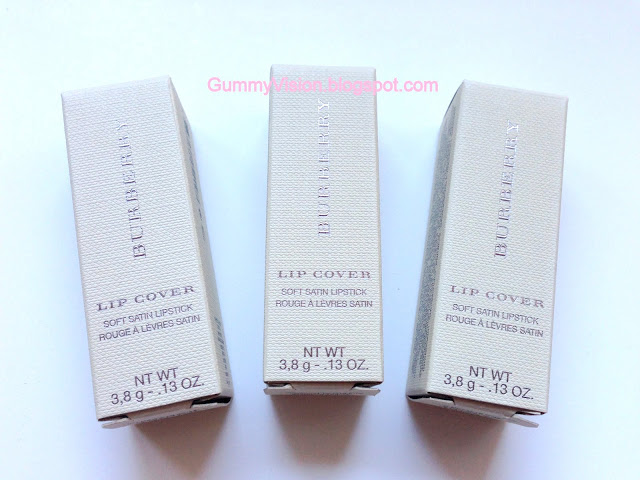 GummyVision.blogspot.com
BURBERRY
LIP COVER
SOFT SATIN LIPSTICK
ROUGE À LÈVRES SATIN
NT WT
3,8 g - .13 OZ.
BURBERRY
LIP COVER
SOFT SATIN LIPSTICK
ROUGE À LÈVRES SATIN
NT WT
3,8 g - .13 OZ.
BURBERRY
LIP COVER
SOFT SATIN LIPSTICK
ROUGE À LÈVRES SATIN
NT WT
3,8 g - .13 OZ.